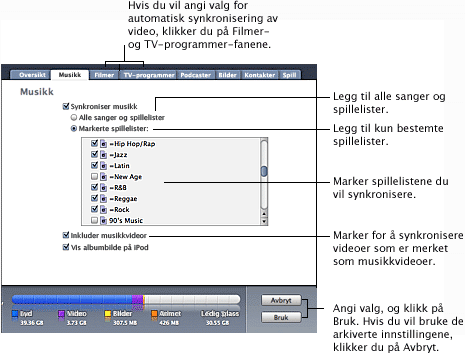 Hvis du vil angi valg for
automatisk synkronisering av
video, klikker du på Filmer-
og TV-programmer-fanene.
Oversikt Musikk Filmer TV-programmer Podcaster Bilder Kontakter Spill
Musikk
Synkroniser musikk
Alle sanger og spillelister
Markerte spillelister:
=Hip Hop/Rap
=Jazz
=Latin
=New Age
=R&B
=Reggae
=Rock
90's Music
Inkluder musikkvideor
Vis albumbilde på iPod
Legg til alle sanger og
spillelister.
Legg til kun bestemte
spillelister.
Marker spillelistene du
vil synkronisere.
Marker for å synkronisere
videoer som er merket
som musikkvideoer.
Lyd Video Bilder Annet Ledig plass
39.36 GB 3.73 GB 307.5 MB 426 MB 30.55 GB
Avbryt
Bruk
Angi valg, og klikk på
Bruk. Hvis du vil bruke de
arkiverte innstillingene,
klikker du på Avbryt.